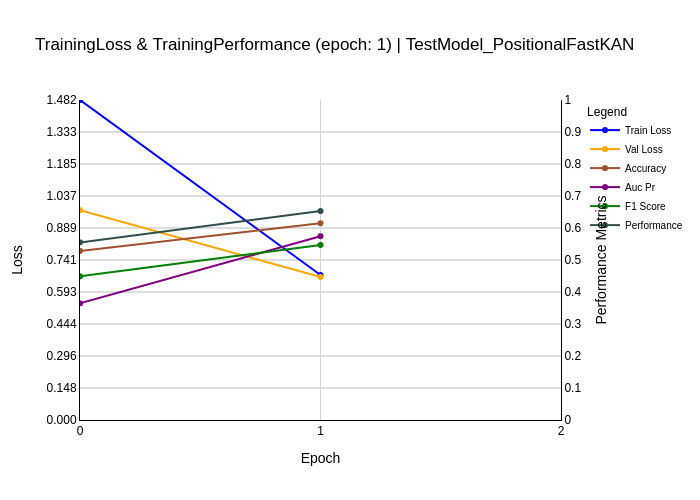 TrainingLoss & TrainingPerformance (epoch: 1) | TestModel_PositionalFastKAN
1.482
1.333
1.185
1.037
0.889
0.741
0.593
0.444
0.296
0.148
0.000
Loss
0
1
2
Epoch
1
0.9
0.8
0.7
0.6
0.5
0.4
0.3
0.2
0.1
0
Performance Metrics
Legend
Train Loss
Val Loss
Accuracy
Auc Pr
F1 Score
Performance